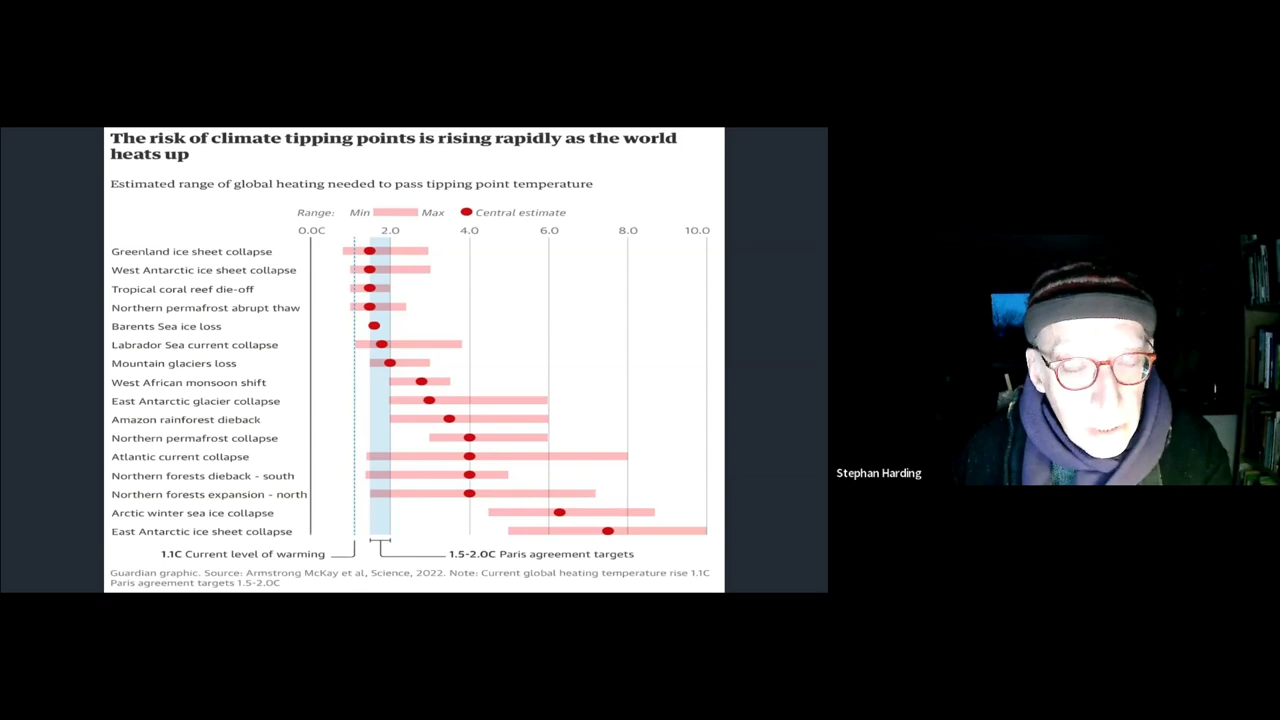 The risk of climate tipping points is rising rapidly as the world
heats up
Estimated range of global heating needed to pass tipping point temperature
Range: Min Max Central estimate
0.0C 2.0 4.0 6.0 8.0 10.0
Greenland ice sheet collapse
West Antarctic ice sheet collapse
Tropical coral reef die-off
Northern permafrost abrupt thaw
Barents Sea ice loss
Labrador Sea current collapse
Mountain glaciers loss
West African monsoon shift
East Antarctic glacier collapse
Amazon rainforest dieback
Northern permafrost collapse
Atlantic current collapse
Northern forests dieback - south
Northern forests expansion - north
Arctic winter sea ice collapse
East Antarctic ice sheet collapse
1.1C Current level of warming
1.5-2.0C Paris agreement targets
Guardian graphic. Source: Armstrong McKay et al, Science, 2022. Note: Current global heating temperature rise 1.1C
Paris agreement targets 1.5-2.0C
Stephan Harding